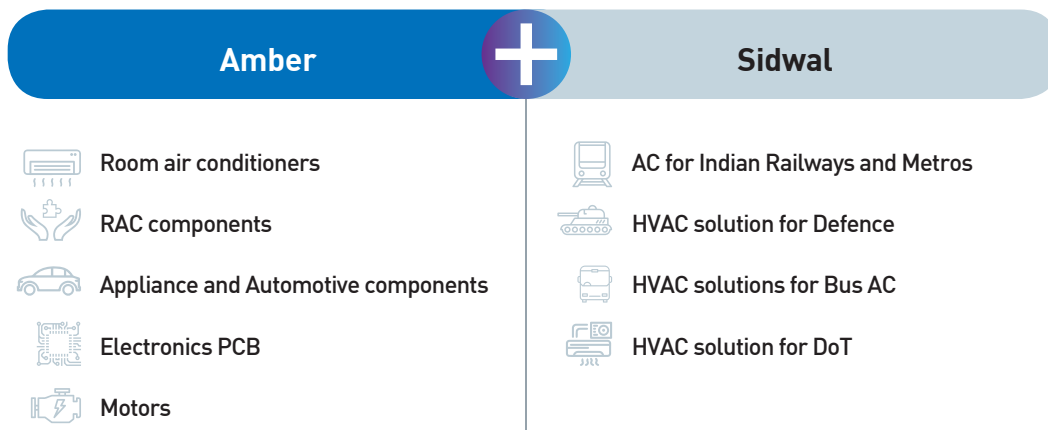 Amber
Sidwal
Room air conditioners
RAC components
Appliance and Automotive components
Electronics PCB
Motors
AC for Indian Railways and Metros
HVAC solution for Defence
HVAC solutions for Bus AC
HVAC solution for DoT